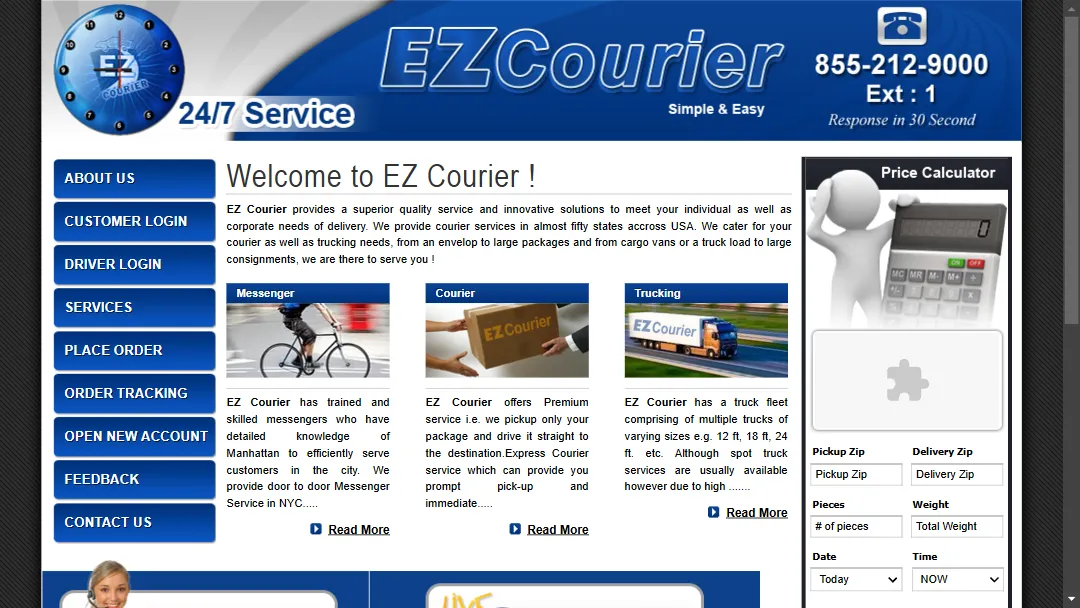 EZ
COURIER
24/7 Service
EZCourier
Simple & Easy
855-212-9000
Ext : 1
Response in 30 Second
ABOUT US
CUSTOMER LOGIN
DRIVER LOGIN
SERVICES
PLACE ORDER
ORDER TRACKING
OPEN NEW ACCOUNT
FEEDBACK
CONTACT US
Welcome to EZ Courier !
EZ Courier provides a superior quality service and innovative solutions to meet your individual as well as
corporate needs of delivery. We provide courier services in almost fifty states accross USA. We cater for your
courier as well as trucking needs, from an envelop to large packages and from cargo vans or a truck load to large
consignments, we are there to serve you !
Messenger
EZ Courier has trained and
skilled messengers who have
detailed knowledge of
Manhattan to efficiently serve
customers in the city. We
provide door to door Messenger
Service in NYC.....
Read More
Courier
EZCourier
EZ Courier offers Premium
service i.e. we pickup only your
package and drive it straight to
the destination.Express Courier
service which can provide you
prompt pick-up and
immediate.....
Read More
Trucking
EZCourier
EZ Courier has a truck fleet
comprising of multiple trucks of
varying sizes e.g. 12 ft, 18 ft, 24
ft. etc. Although spot truck
services are usually available
however due to high .......
Read More
Price Calculator
0
ON OFF
MC MR M- M+ ÷
Pickup Zip Delivery Zip
Pickup Zip Delivery Zip
Pieces Weight
# of pieces Total Weight
Date Time
Today NOW
LIVE